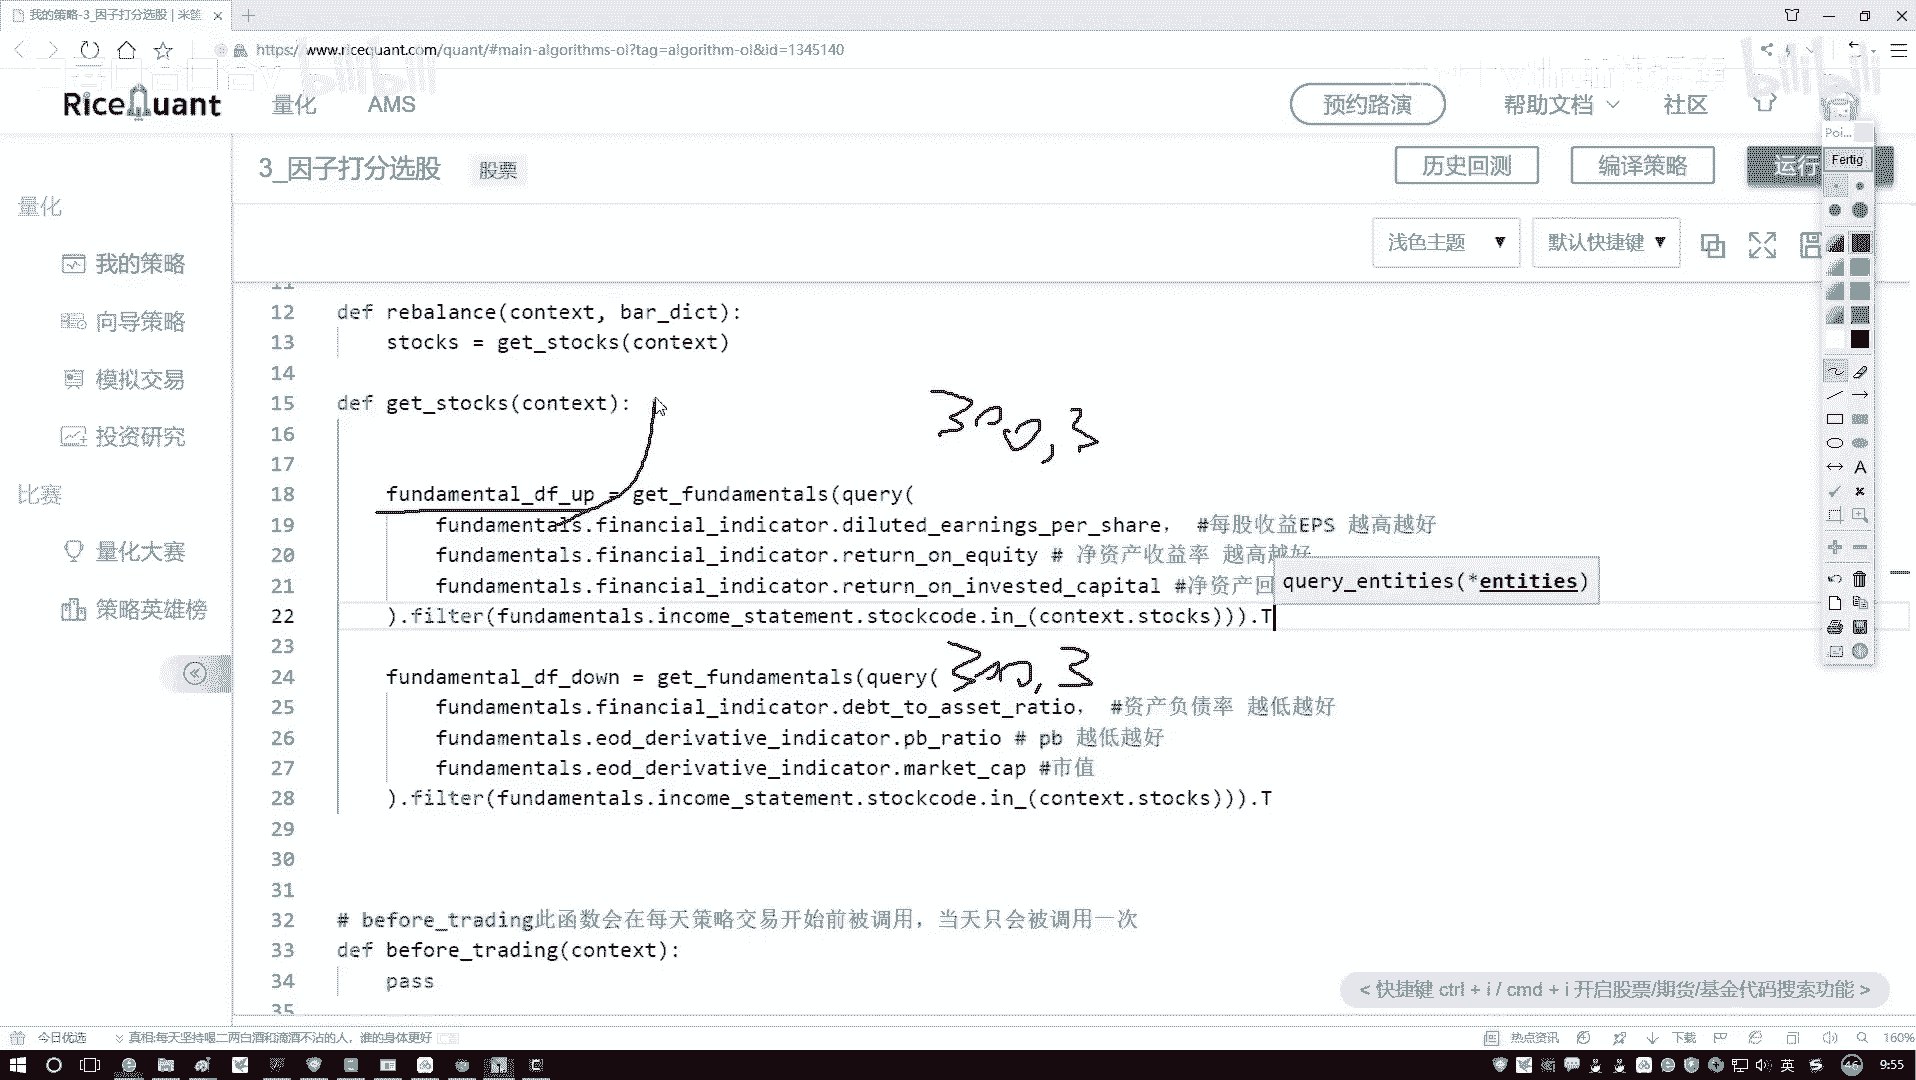 我的策略-3_因子打分选股 | 米筐
https://www.ricequant.com/quant/#main-algorithms-ol?tag=algorithm-ol&id=1345140
bilibili
bilibili
RiceQuant
量化
AMS
预约路演
帮助文档
社区
Poi...
Fertig
3_因子打分选股
股票
历史回测
编译策略
运行
量化
我的策略
向导策略
模拟交易
投资研究
比赛
量化大赛
策略英雄榜
浅色主题
默认快捷键
11
12 def rebalance(context, bar_dict):
13 stocks = get_stocks(context)
14
15 def get_stocks(context):
300,3
16
17
18 fundamental_df_up = get_fundamentals(query(
19 fundamentals.financial_indicator.diluted_earnings_per_share, #每股收益EPS 越高越好
20 fundamentals.financial_indicator.return_on_equity # 净资产收益率 越高越好
21 fundamentals.financial_indicator.return_on_invested_capital #净资产回
query_entities(*entities)
22 ).filter(fundamentals.income_statement.stockcode.in_(context.stocks))).T
23
300,3
24 fundamental_df_down = get_fundamentals(query(
25 fundamentals.financial_indicator.debt_to_asset_ratio, #资产负债率 越低越好
26 fundamentals.eod_derivative_indicator.pb_ratio # pb 越低越好
27 fundamentals.eod_derivative_indicator.market_cap #市值
28 ).filter(fundamentals.income_statement.stockcode.in_(context.stocks))).T
29
30
31
32 # before_trading此函数会在每天策略交易开始前被调用，当天只会被调用一次
33 def before_trading(context):
34 pass
35
< 快捷键 ctrl + i / cmd + i 开启股票/期货/基金代码搜索功能 >
今日优选
真相:每天坚持喝二两白酒和滴酒不沾的人，谁的身体更好
热点资讯
下载
160%
英
46
9:55